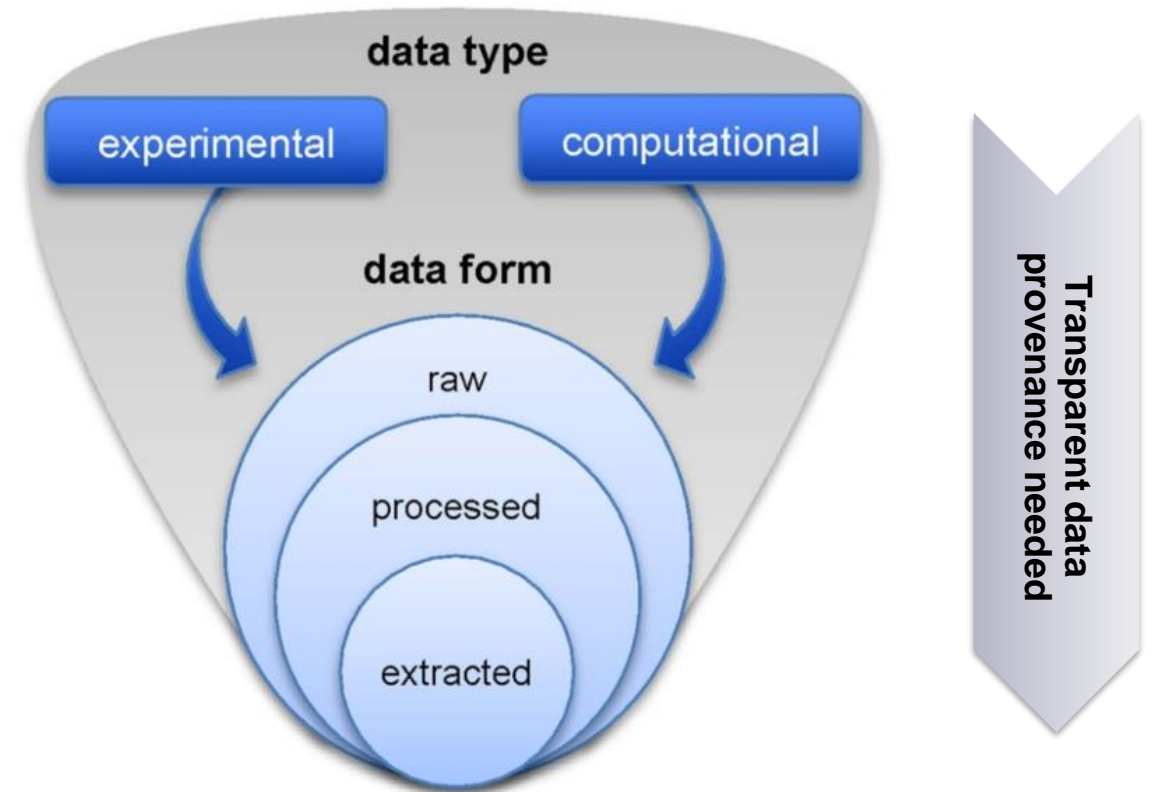 data type
experimental
computational
data form
raw
processed
extracted
Transparent data
provenance needed